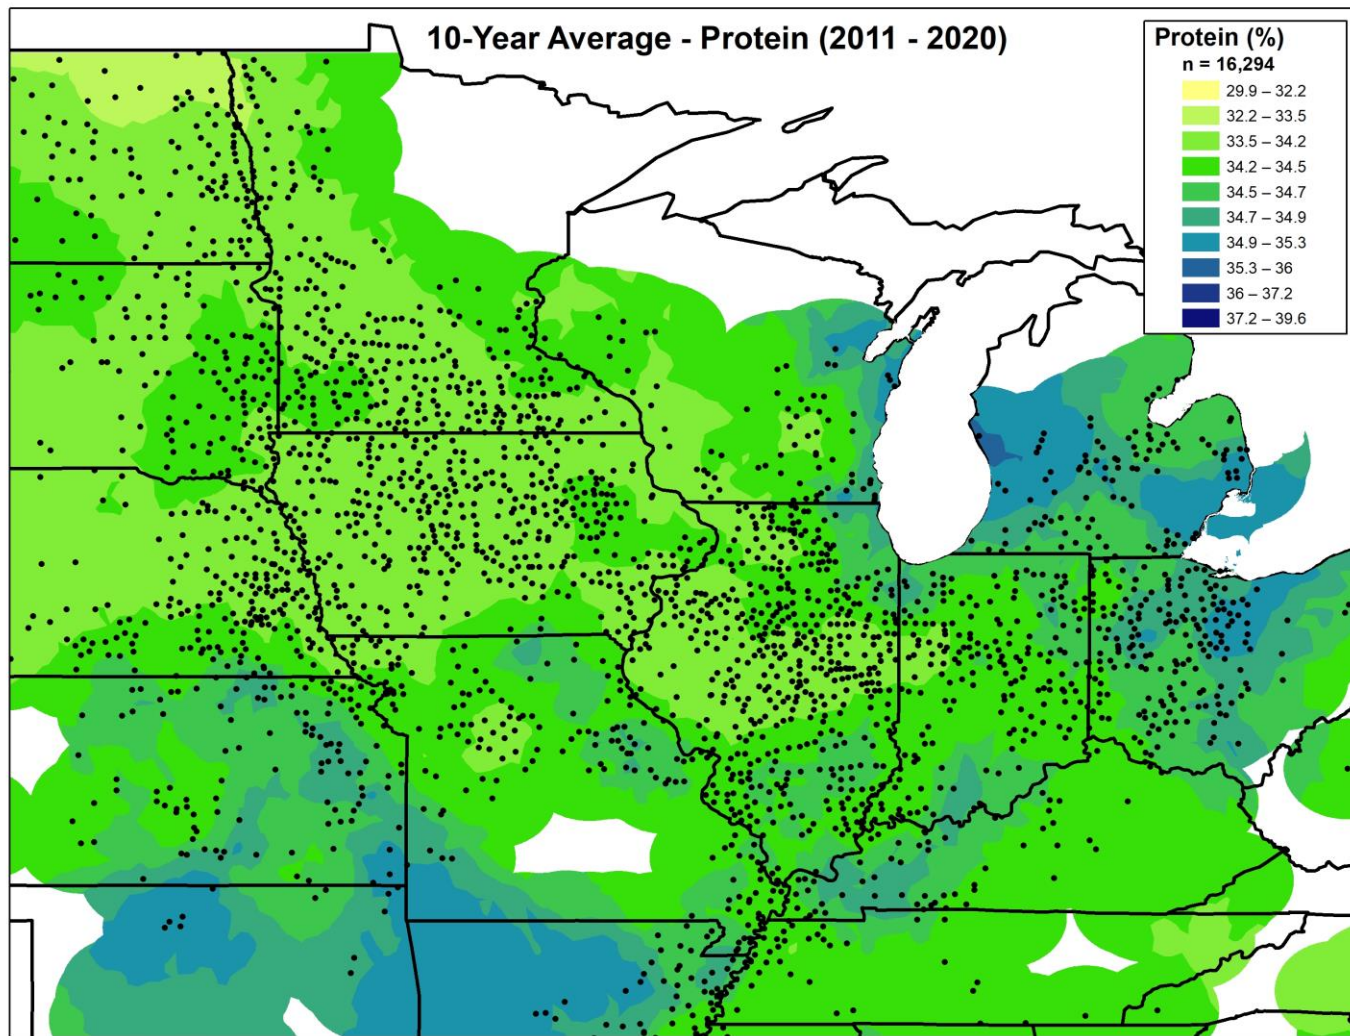 10-Year Average - Protein (2011 - 2020)
Protein (%)
n = 16,294
29.9 – 32.2
32.2 – 33.5
33.5 – 34.2
34.2 – 34.5
34.5 – 34.7
34.7 – 34.9
34.9 – 35.3
35.3 – 36
36 – 37.2
37.2 – 39.6